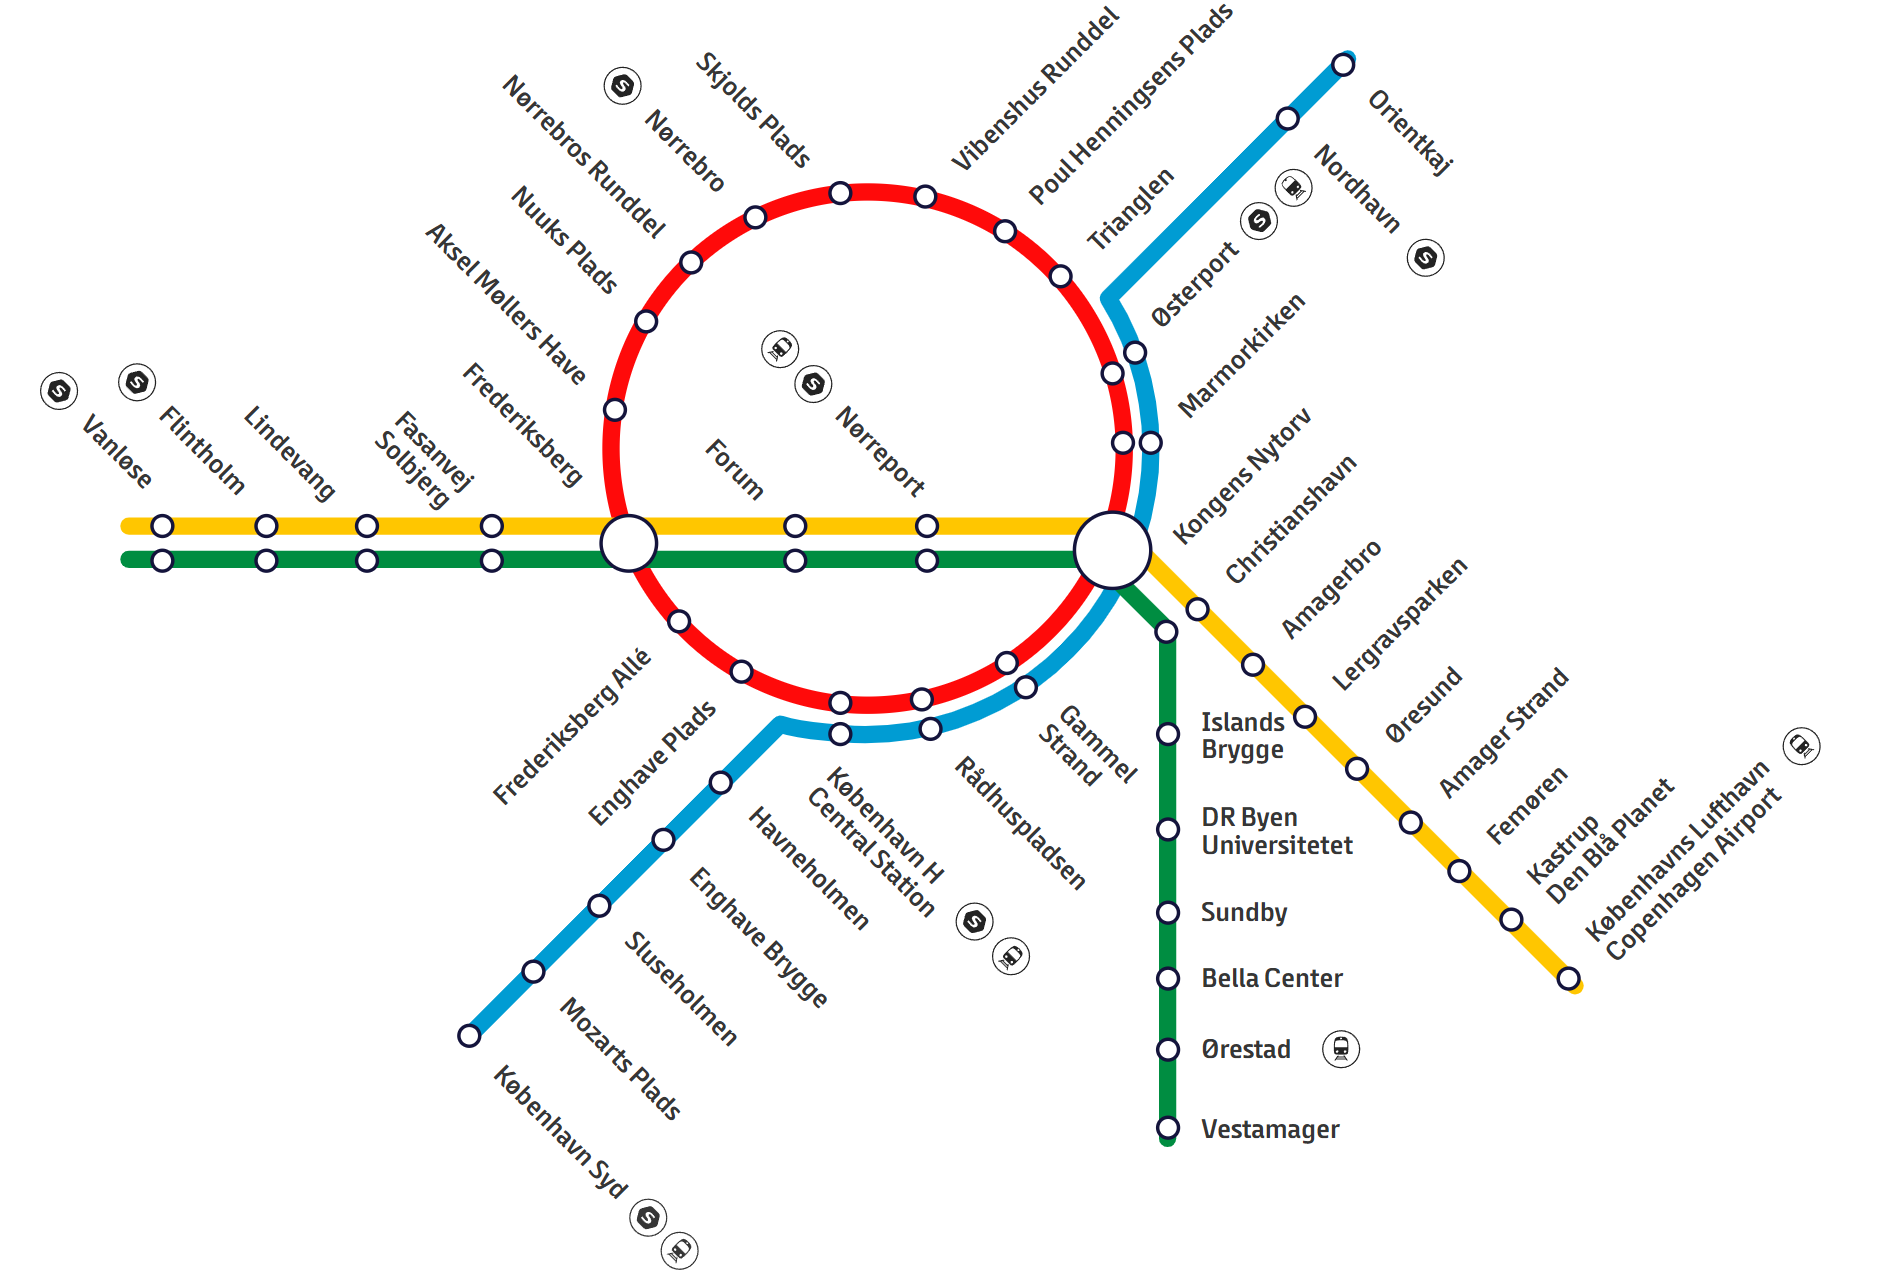 Vanløse
Flintholm
Lindevang
Fasanvej
Solbjerg
Frederiksberg
Aksel Møllers Have
Nuuks Plads
Nørrebros Runddel
Nørrebro
Skjolds Plads
Vibenshus Runddel
Poul Henningsens Plads
Trianglen
Orientkaj
Nordhavn
Østerport
Marmorkirken
Forum
Nørreport
Kongens Nytorv
Christianshavn
Amagerbro
Lergravsparken
Øresund
Amager Strand
Femøren
Kastrup
Den Blå Planet
Københavns Lufthavn
Copenhagen Airport
Islands
Brygge
DR Byen
Universitetet
Sundby
Bella Center
Ørestad
Vestamager
Gammel
Strand
Rådhuspladsen
København H
Central Station
Frederiksberg Allé
Enghave Plads
Havneholmen
Enghave Brygge
Sluseholmen
Mozarts Plads
København Syd